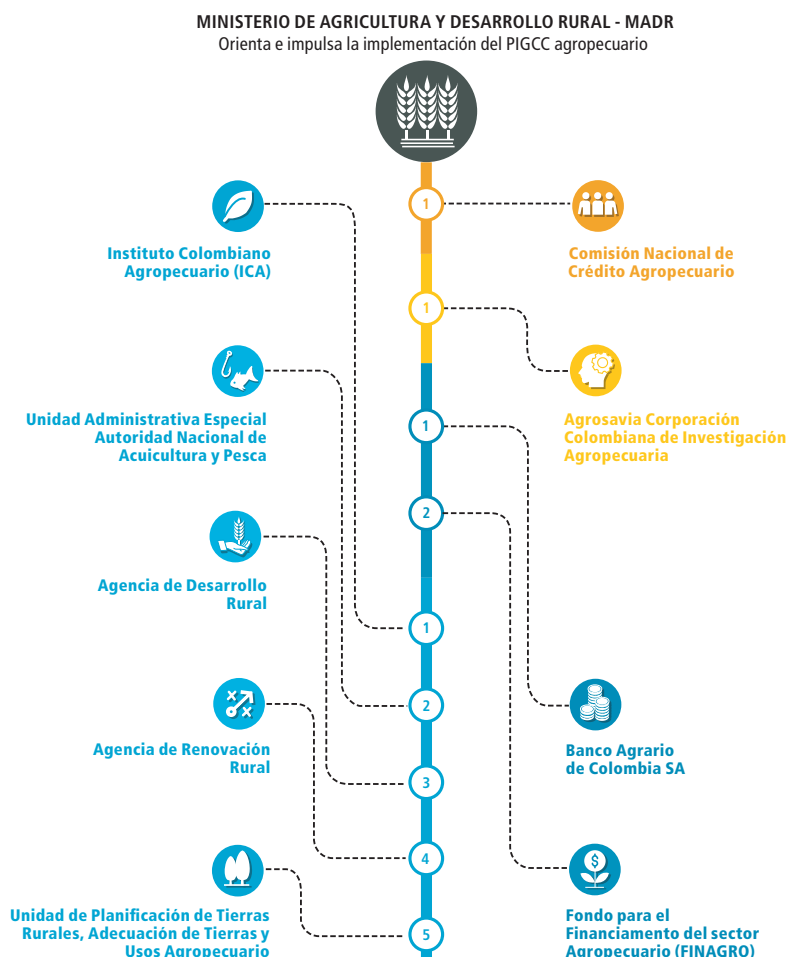 MINISTERIO DE AGRICULTURA Y DESARROLLO RURAL - MADR
Orienta e impulsa la implementación del PIGCC agropecuario
1
Instituto Colombiano
Agropecuario (ICA)
Comisión Nacional de
Crédito Agropecuario
1
Unidad Administrativa Especial
Autoridad Nacional de
Acuicultura y Pesca
Agrosavia Corporación
Colombiana de Investigación
Agropecuaria
1
2
Agencia de Desarrollo
Rural
1
2
Agencia de Renovación
Rural
Banco Agrario
de Colombia SA
3
4
Unidad de Planificación de Tierras
Rurales, Adecuación de Tierras y
Usos Agropecuario
5
$
Fondo para el
Financiamento del sector
Agropecuario (FINAGRO)